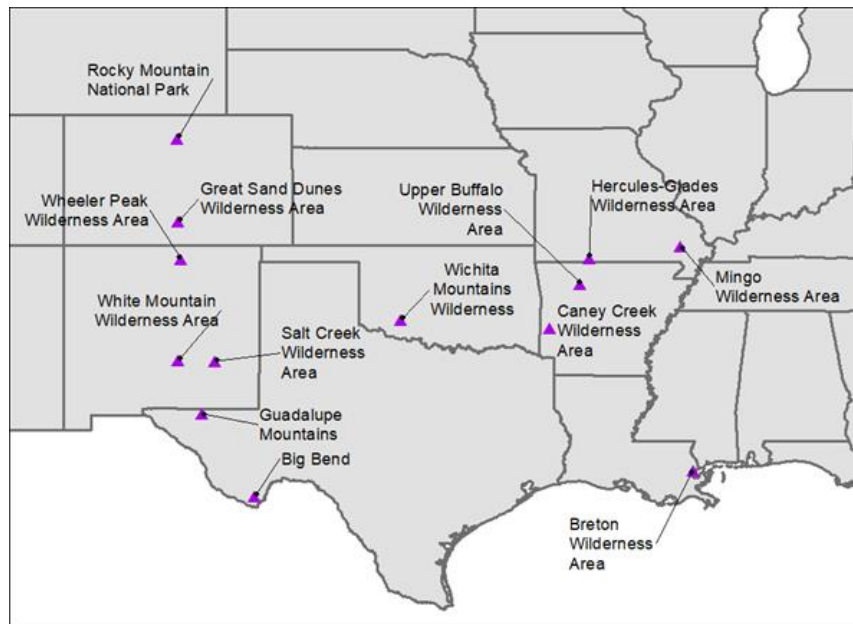 Rocky Mountain
National Park
Wheeler Peak
Wilderness Area
Great Sand Dunes
Wilderness Area
Upper Buffalo
Wilderness
Area
Hercules-Glades
Wilderness Area
White Mountain
Wilderness Area
Wichita
Mountains
Wilderness
Mingo
Wilderness Area
Caney Creek
Wilderness
Area
Salt Creek
Wilderness
Area
Guadalupe
Mountains
Big Bend
Breton
Wilderness
Area